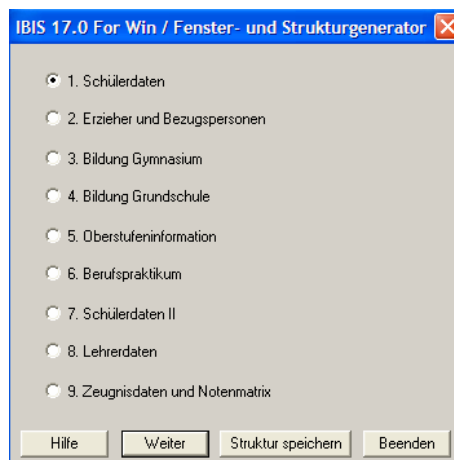 IBIS 17.0 For Win / Fenster- und Strukturgenerator
1. Schülerdaten
2. Erzieher und Bezugspersonen
3. Bildung Gymnasium
4. Bildung Grundschule
5. Oberstufeninformation
6. Berufspraktikum
7. Schülerdaten II
8. Lehrerdaten
9. Zeugnisdaten und Notenmatrix
Hilfe Weiter Struktur speichern Beenden